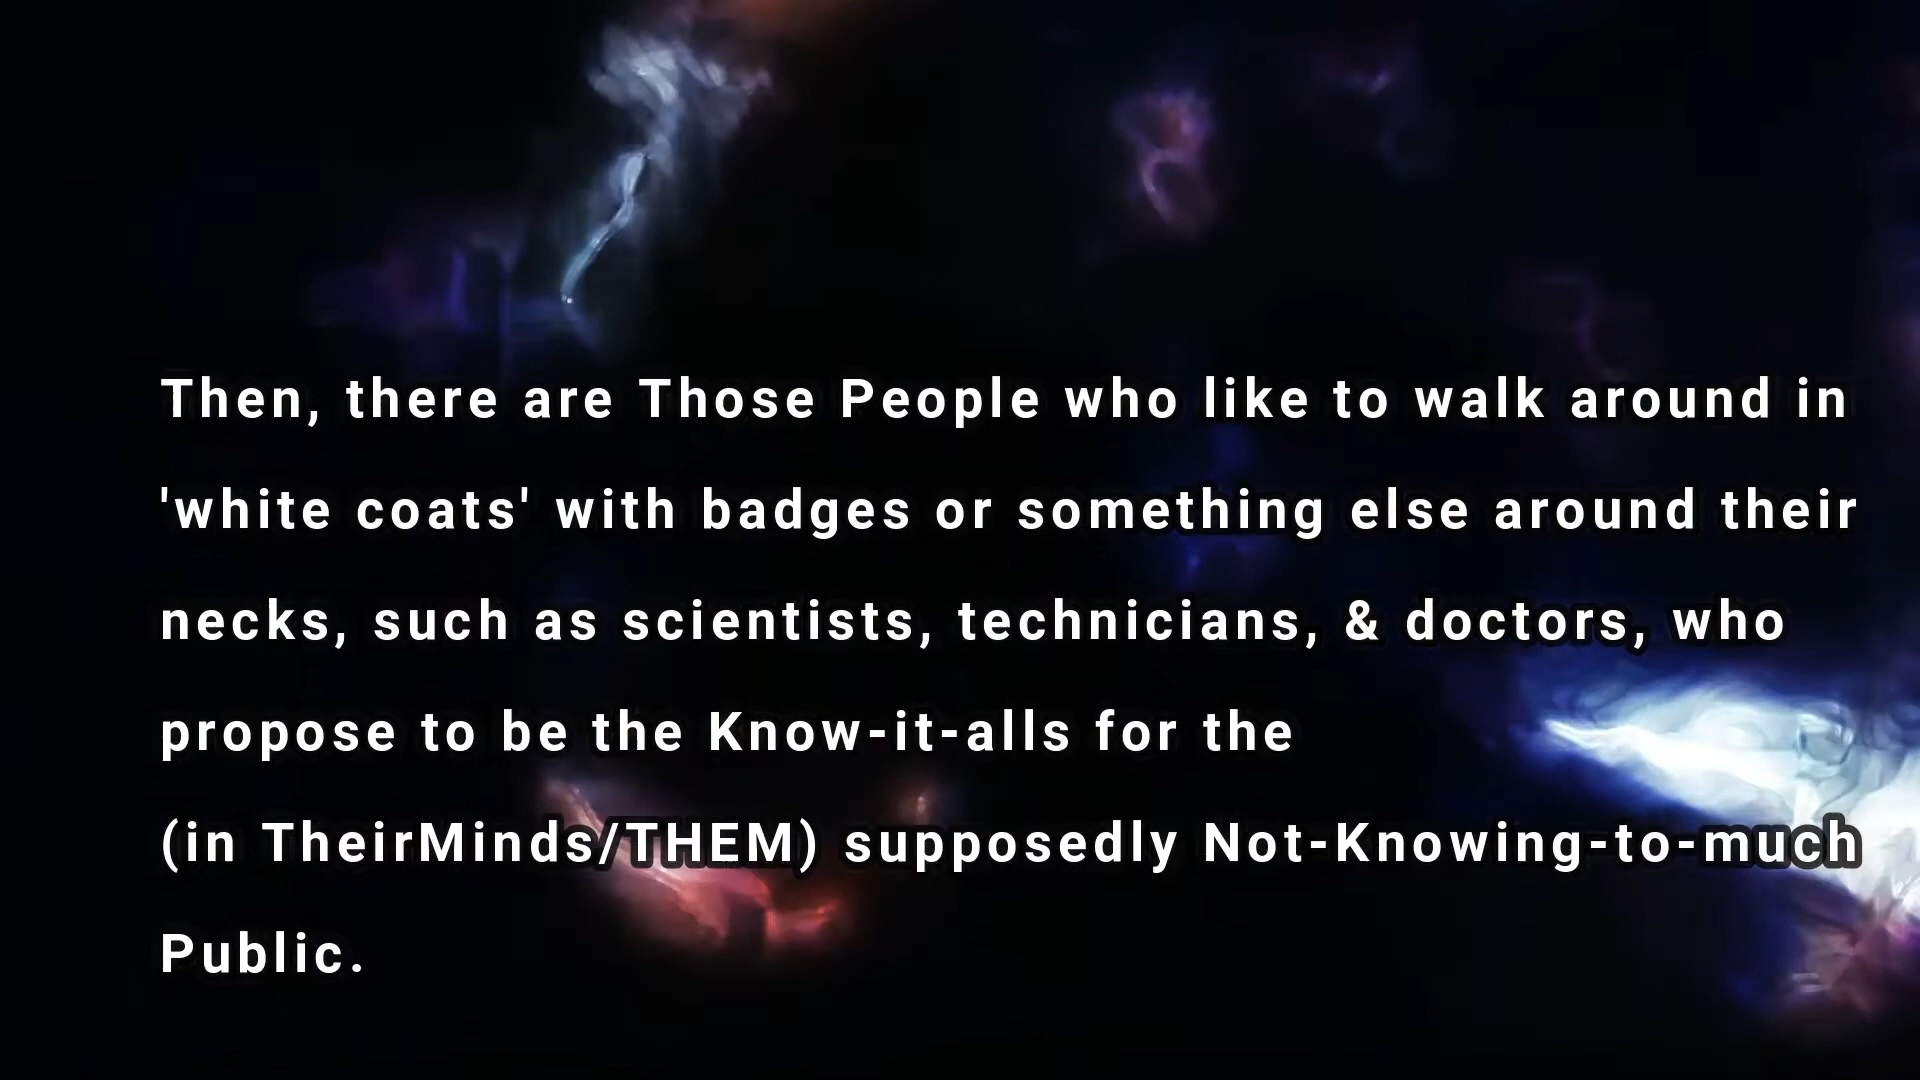 Then, there are Those People who like to walk around in
'white coats' with badges or something else around their
necks, such as scientists, technicians, & doctors, who
propose to be the Know-it-alls for the
(in TheirMinds/THEM) supposedly Not-Knowing-to-much
Public.